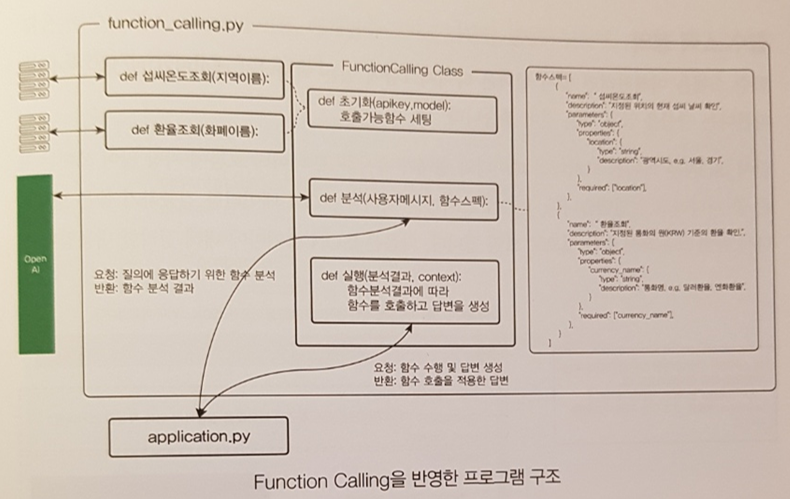 function_calling.py
def 섭씨온도조회(지역이름):
def 환율조회(화폐이름):
FunctionCalling Class
def 초기화(apikey,model):
호출가능함수 세팅
def 분석(사용자메시지, 함수스펙):
def 실행(분석결과, context):
함수분석결과에 따라
함수를 호출하고 답변을 생성
함수스펙= [
{
"name": " 섭씨온도조회",
"description": "지정된 위치의 현재 섭씨 날씨 확인",
"parameters": {
"type": "object",
"properties": {
"location": {
"type": "string",
"description": "광역시도, e.g. 서울, 경기",
}
},
"required": ["location"],
},
},
{
"name": " 환율조회",
"description": "지정된 통화의 원(KRW) 기준의 환율 확인.",
"parameters": {
"type": "object",
"properties": {
"currency_name": {
"type": "string",
"description": "통화명, e.g. 달러환율, 엔화환율",
}
},
"required": ["currency_name"],
},
}
]
Open
AI
요청: 질의에 응답하기 위한 함수 분석
반환: 함수 분석 결과
요청: 함수 수행 및 답변 생성
반환: 함수 호출을 적용한 답변
application.py
Function Calling을 반영한 프로그램 구조